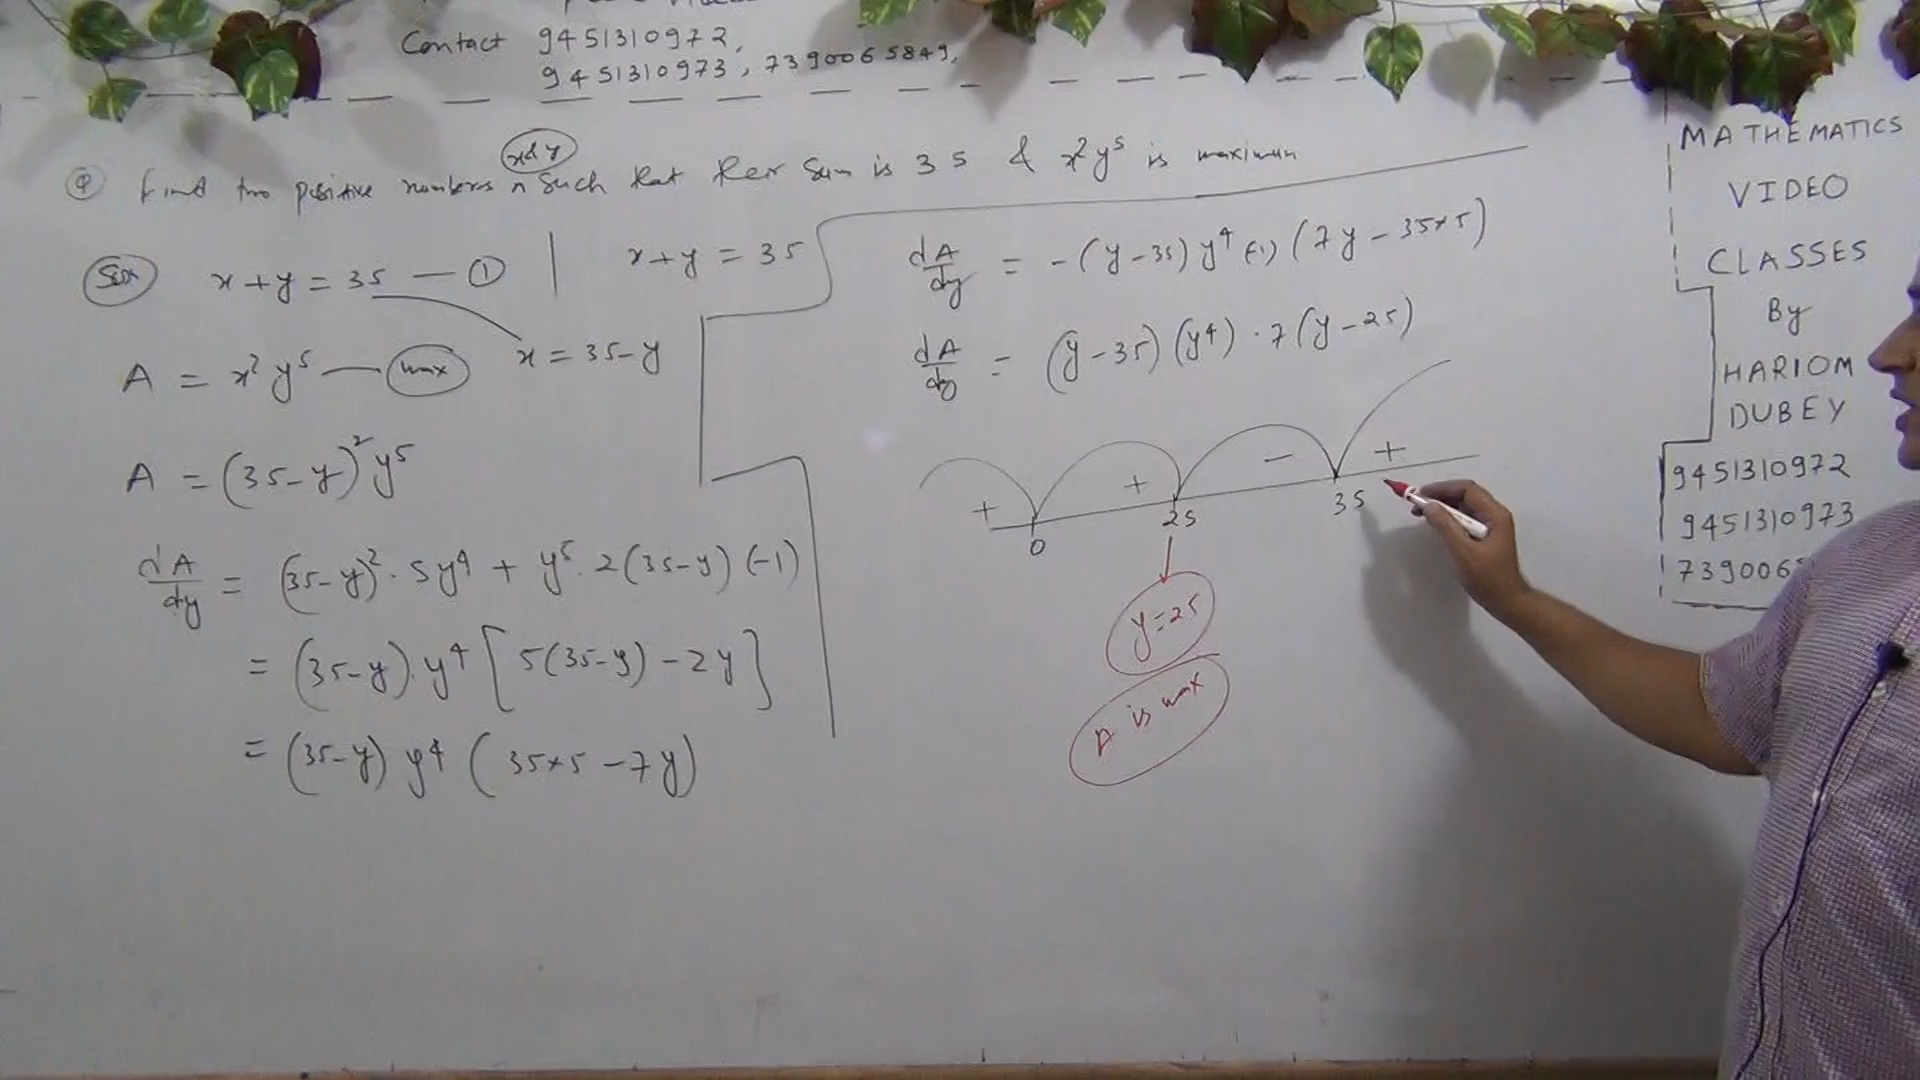 Contact 9451310972,
9451310973, 7390065849,
Q Find two positive numbers x & y such that their sum is 35 & x²y⁵ is maximum
Soln x+y = 35 — ①
x+y = 35
A = x²y⁵ — max
x = 35-y
A = (35-y)²y⁵
dA/dy = (35-y)²·5y⁴ + y⁵·2(35-y)(-1)
= (35-y)·y⁴[5(35-y)-2y]
= (35-y) y⁴ (35×5-7y)
dA/dy = -(y-35) y⁴ (-1) (7y-35×5)
dA/dy = (y-35)(y⁴)·7(y-25)
+ + - +
0 25 35
y=25
A is max
MATHEMATICS
VIDEO
CLASSES
By
HARIOM
DUBEY
9451310972
9451310973
739006